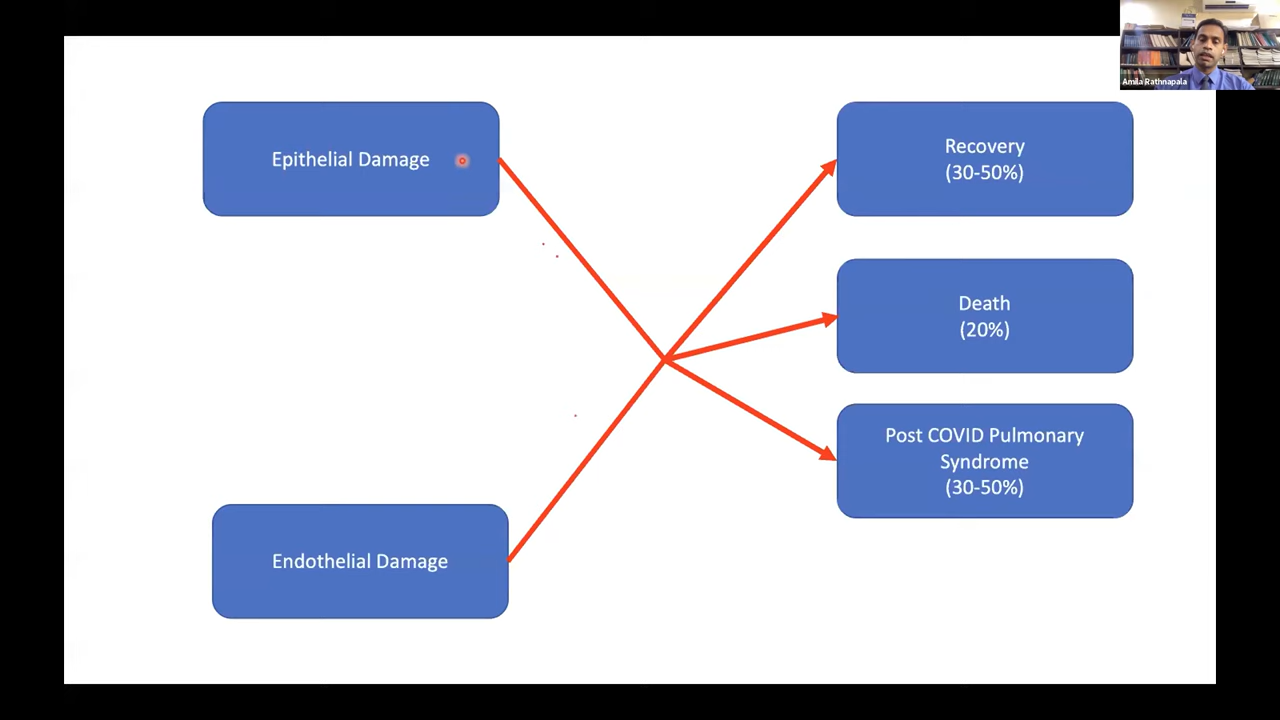 Amila Rathnapala
Epithelial Damage
Recovery
(30-50%)
Death
(20%)
Post COVID Pulmonary
Syndrome
(30-50%)
Endothelial Damage